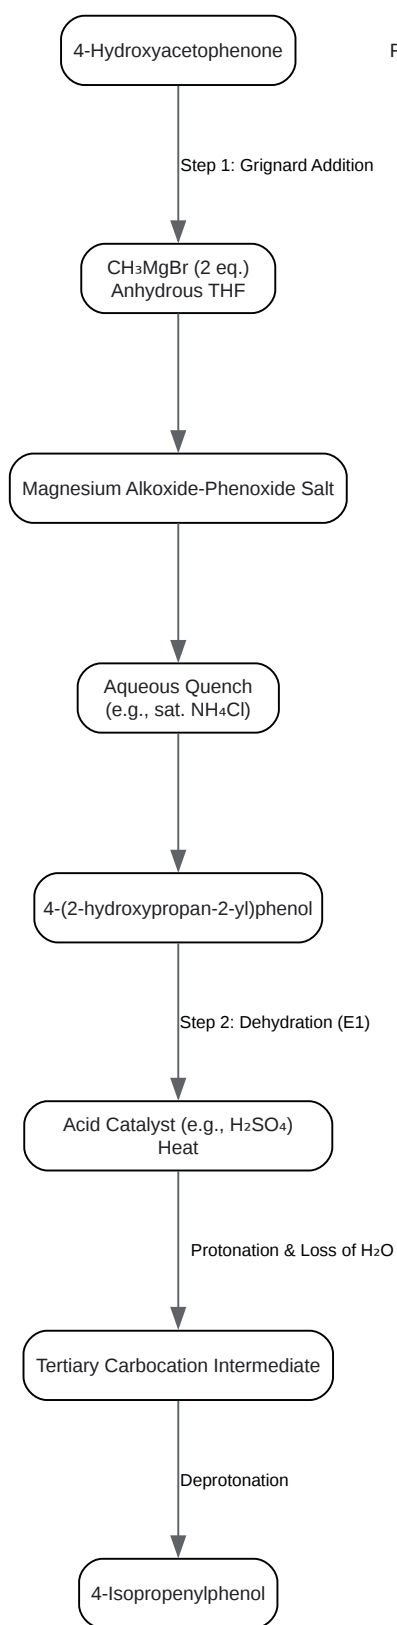 4-Hydroxyacetophenone
Step 1: Grignard Addition
CH₃MgBr (2 eq.)
Anhydrous THF
Magnesium Alkoxide-Phenoxide Salt
Aqueous Quench
(e.g., sat. NH₄Cl)
4-(2-hydroxypropan-2-yl)phenol
Step 2: Dehydration (E1)
Acid Catalyst (e.g., H₂SO₄)
Heat
Protonation & Loss of H₂O
Tertiary Carbocation Intermediate
Deprotonation
4-Isopropenylphenol